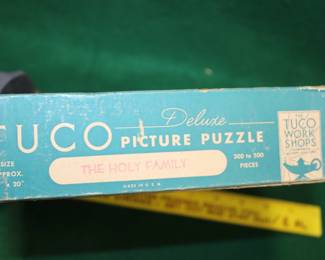 Deluxe
TUCO PICTURE PUZZLE
SIZE
APPROX.
20"
THE HOLY FAMILY
300 to 500
PIECES
MADE IN U.S.A.
THE
TUCO
WORK
SHOPS